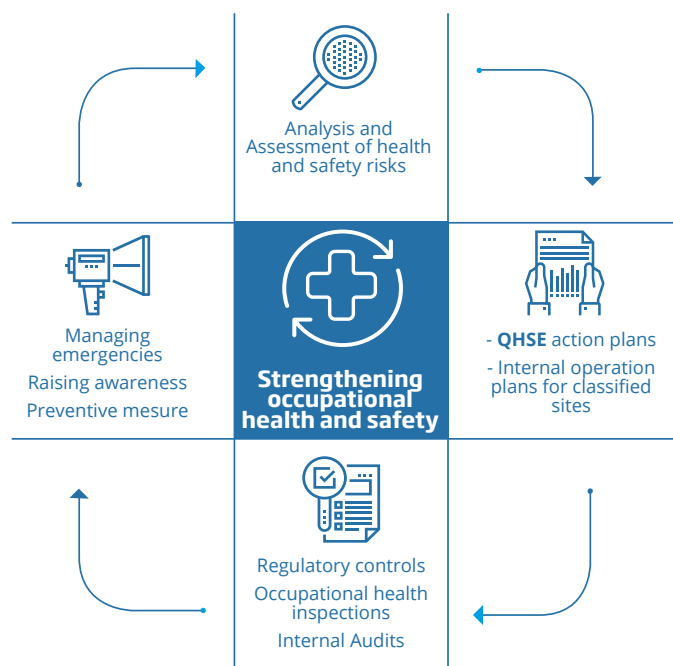 Analysis and
Assessment of health
and safety risks
Managing
emergencies
Raising awareness
Preventive mesure
Strengthening
occupational
health and safety
- QHSE action plans
- Internal operation
plans for classified
sites
Regulatory controls
Occupational health
inspections
Internal Audits